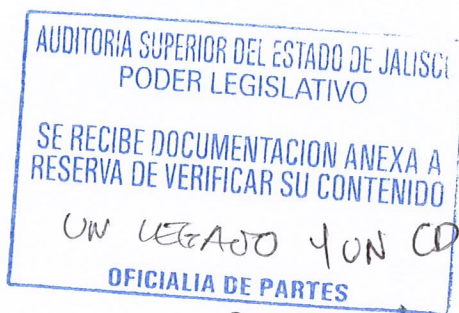 AUDITORIA SUPERIOR DEL ESTADO DE JALISCO
PODER LEGISLATIVO
SE RECIBE DOCUMENTACION ANEXA A
RESERVA DE VERIFICAR SU CONTENIDO
UN LEGAJO Y UN CD
OFICIALIA DE PARTES